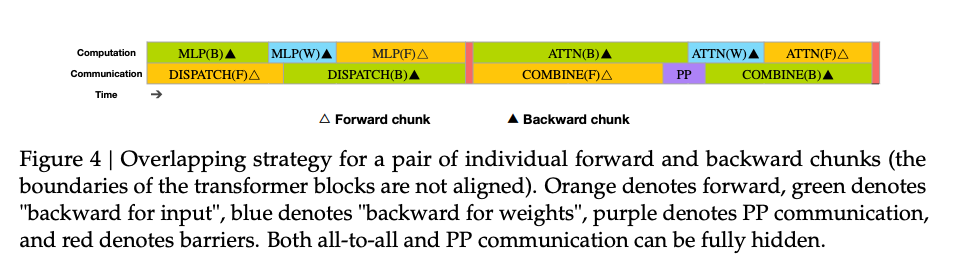 Computation MLP(B)▲ MLP(W)▲ MLP(F)△ ATTN(B)▲ ATTN(W)▲ ATTN(F)△
Communication DISPATCH(F)△ DISPATCH(B)▲ COMBINE(F)△ PP COMBINE(B)▲
Time →
△ Forward chunk ▲ Backward chunk
Figure 4 | Overlapping strategy for a pair of individual forward and backward chunks (the
boundaries of the transformer blocks are not aligned). Orange denotes forward, green denotes
"backward for input", blue denotes "backward for weights", purple denotes PP communication,
and red denotes barriers. Both all-to-all and PP communication can be fully hidden.